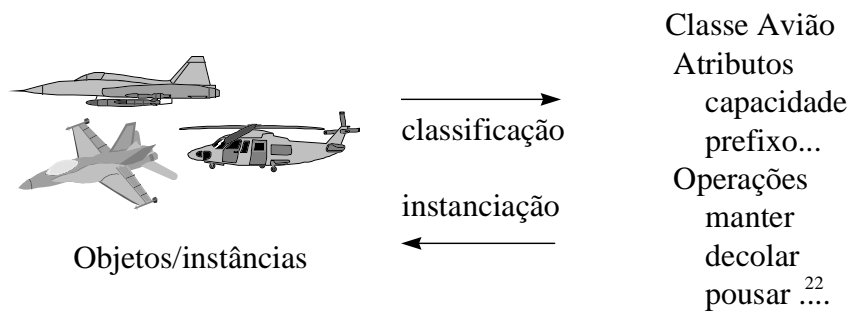 Classe Avião
Atributos
capacidade
prefixo...
Operações
manter
decolar
pousar ....
22
classificação
instanciação
Objetos/instâncias